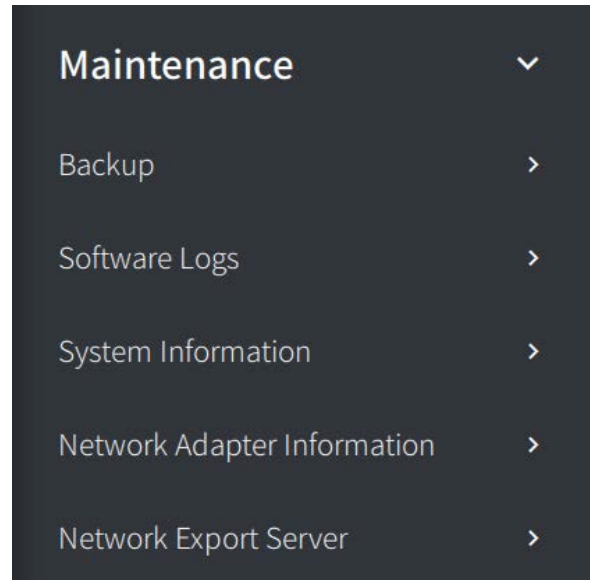 Maintenance
Backup
Software Logs
System Information
Network Adapter Information
Network Export Server